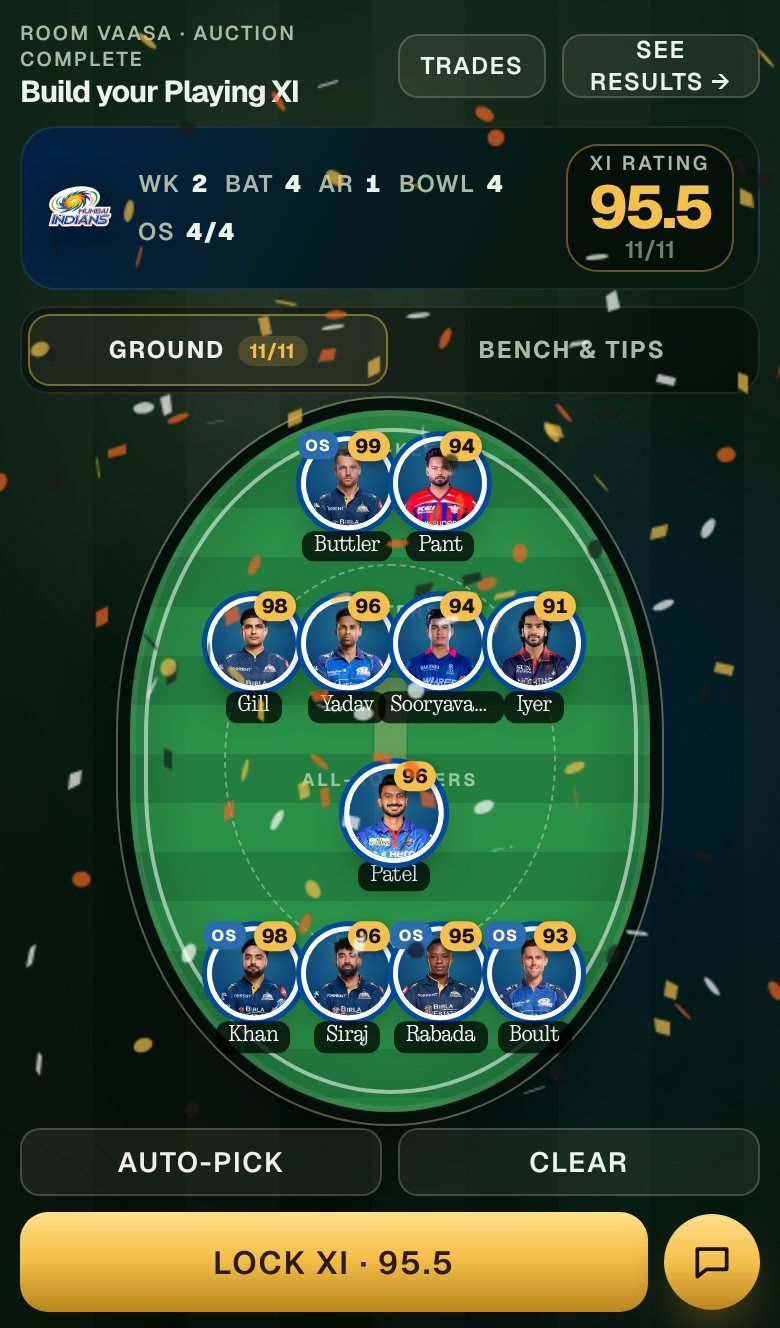 ROOM VAASA · AUCTION
COMPLETE
Build your Playing XI
TRADES
SEE
RESULTS →
MUMBAI
INDIANS
WK 2 BAT 4 AR 1 BOWL 4
OS 4/4
XI RATING
95.5
11/11
GROUND 11/11
BENCH & TIPS
OS 99 94
Buttler Pant
98 96 94 91
Gill Yadav Sooryava... Iyer
96
Patel
OS 98 96 OS 95 OS 93
Khan Siraj Rabada Boult
AUTO-PICK
CLEAR
LOCK XI · 95.5